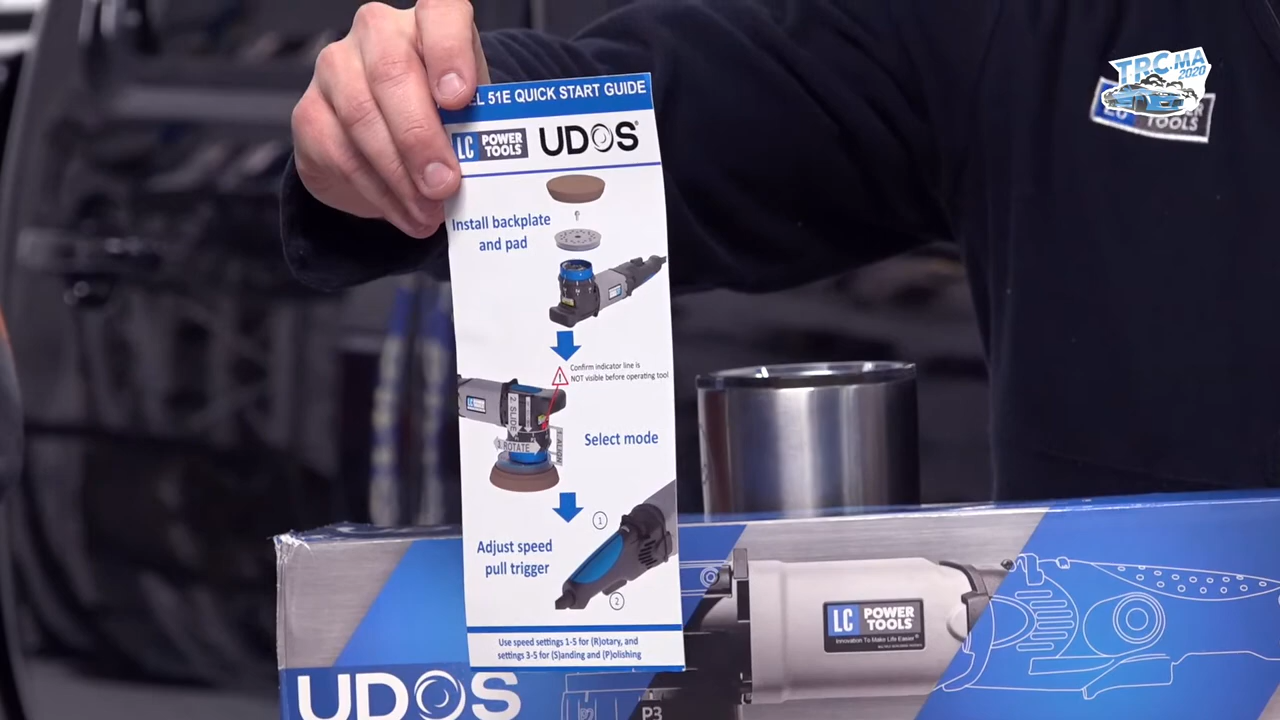 T.R.C.MA
2020
LC POWER
TOOLS
EL 51E QUICK START GUIDE
LC POWER
TOOLS
UDOS®
Install backplate
and pad
Confirm indicator line is
NOT visible before operating tool
2. SLIDE
ROTATE
Select mode
1
Adjust speed
pull trigger
2
Use speed settings 1-5 for (R)otary, and
settings 3-5 for (S)anding and (P)olishing
LC POWER
TOOLS
Innovation To Make Life Easier®
UDOS
P3